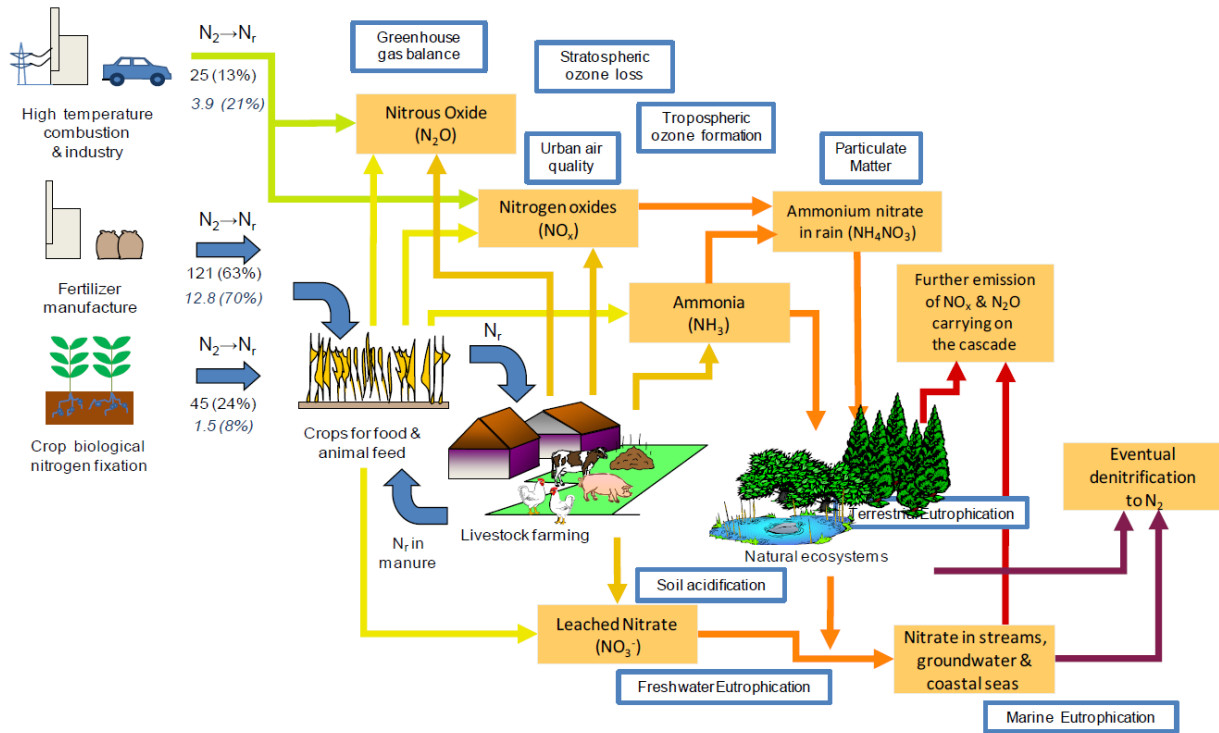 N₂→Nᵣ
25 (13%)
3.9 (21%)
High temperature
combustion
& industry
Greenhouse
gas balance
Stratospheric
ozone loss
Nitrous Oxide
(N₂O)
Tropospheric
ozone formation
Urban air
quality
Particulate
Matter
N₂→Nᵣ
121 (63%)
12.8 (70%)
Fertilizer
manufacture
Nitrogen oxides
(NOₓ)
Ammonium nitrate
in rain (NH₄NO₃)
Ammonia
(NH₃)
Further emission
of NOₓ & N₂O
carrying on
the cascade
N₂→Nᵣ
45 (24%)
1.5 (8%)
Crop biological
nitrogen fixation
Nᵣ
Crops for food &
animal feed
Livestock farming
Nᵣ in
manure
Terrestrial Eutrophication
Natural ecosystems
Eventual
denitrification
to N₂
Soil acidification
Leached Nitrate
(NO₃⁻)
Nitrate in streams,
groundwater &
coastal seas
Freshwater Eutrophication
Marine Eutrophication